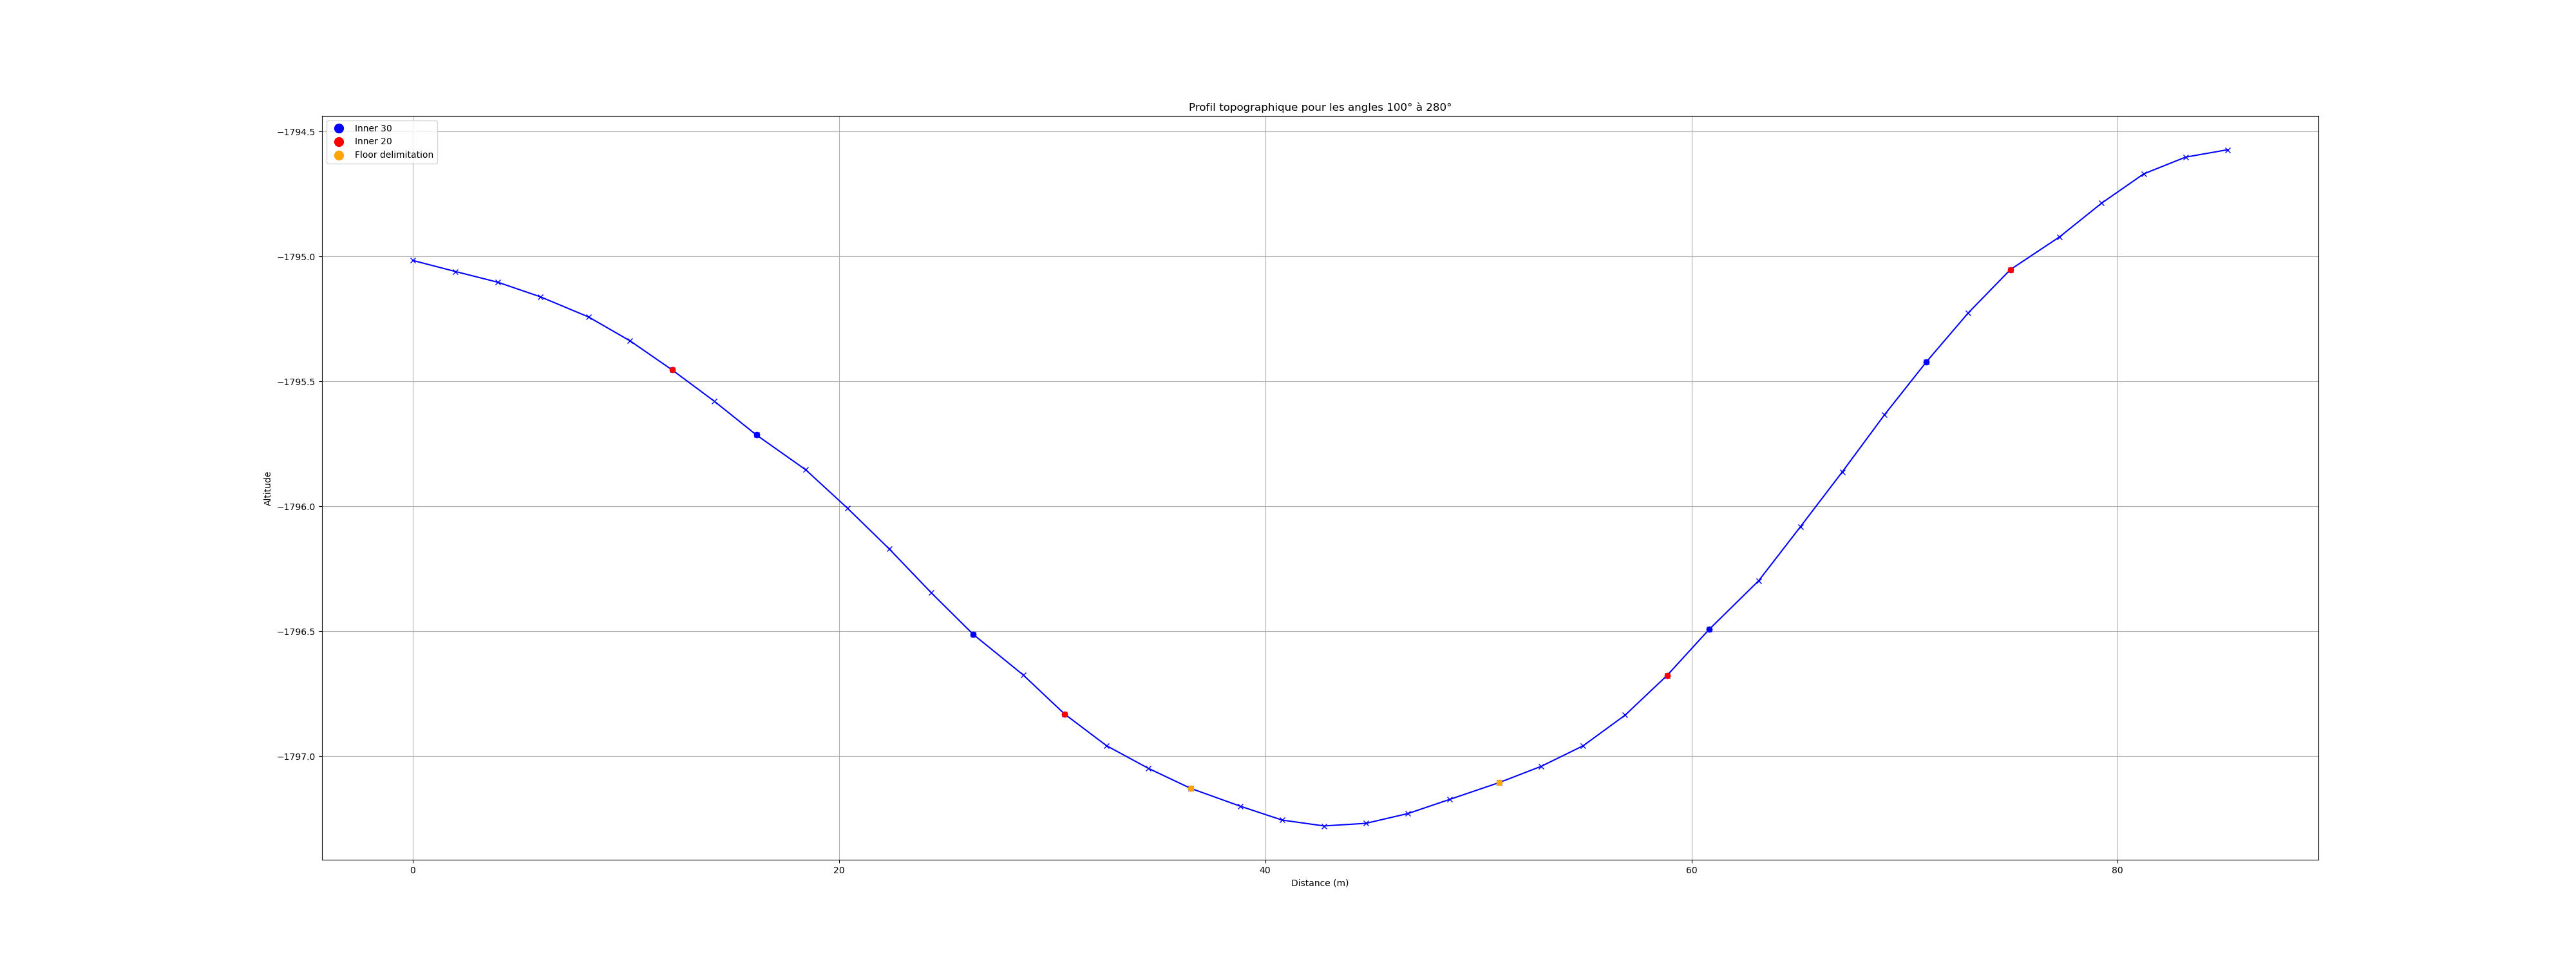 Profil topographique pour les angles 100° à 280°
Inner 30
Inner 20
Floor delimitation
−1794.5
−1795.0
−1795.5
−1796.0
−1796.5
−1797.0
Altitude
0 20 40 60 80
Distance (m)